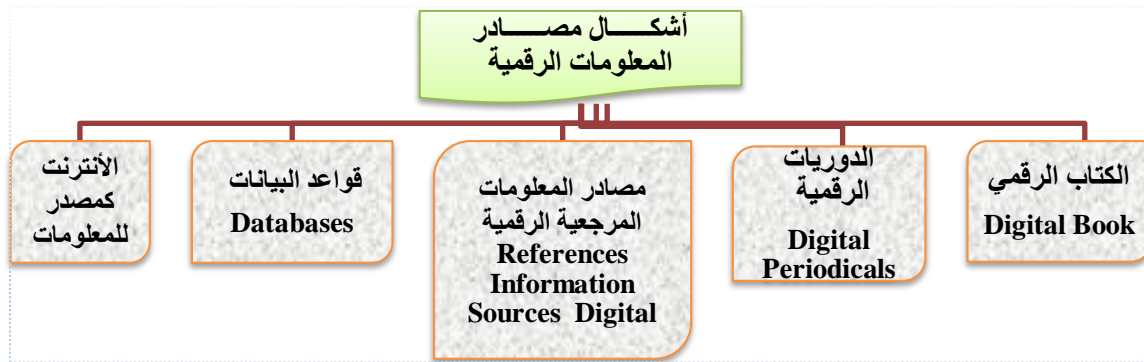 أشكـــــال مصـــــادر
المعلومات الرقمية
الكتاب الرقمي
Digital Book
الدوريات
الرقمية
Digital
Periodicals
مصادر المعلومات
المرجعية الرقمية
References
Information
Sources Digital
قواعد البيانات
Databases
الأنترنت
كمصدر
للمعلومات